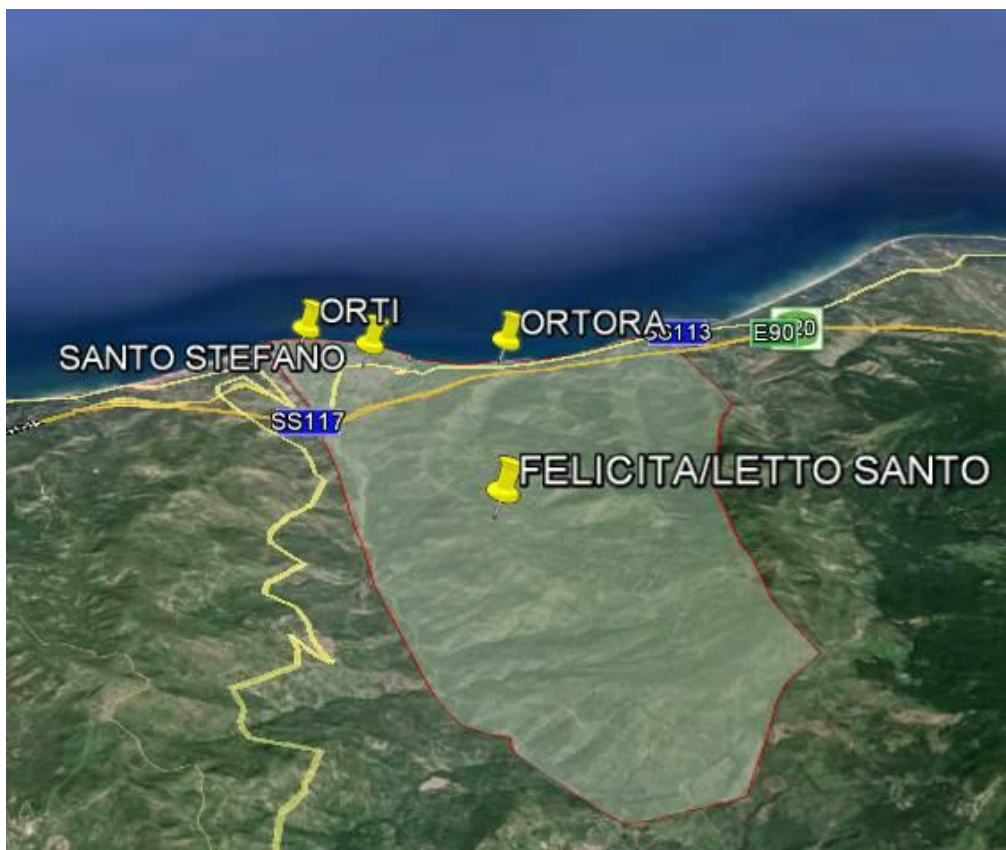 ORTI
ORTORA
SS113
E90
SANTO STEFANO
SS117
FELICITA/LETTO SANTO